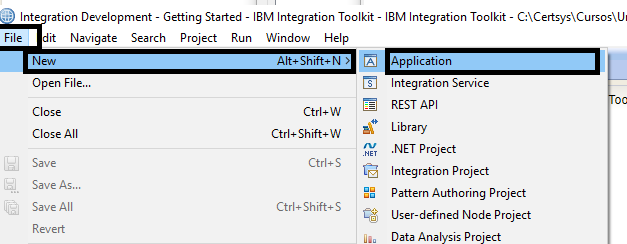 Integration Development - Getting Started - IBM Integration Toolkit - IBM Integration Toolkit - C:\Certsys\Cursos\Ur
File Edit Navigate Search Project Run Window Help
New Alt+Shift+N >
Open File...
Close Ctrl+W
Close All Ctrl+Shift+W
Save Ctrl+S
Save As...
Save All Ctrl+Shift+S
Revert
Application
Integration Service
REST API
Library
.NET Project
Integration Project
Pattern Authoring Project
User-defined Node Project
Data Analysis Project
Too